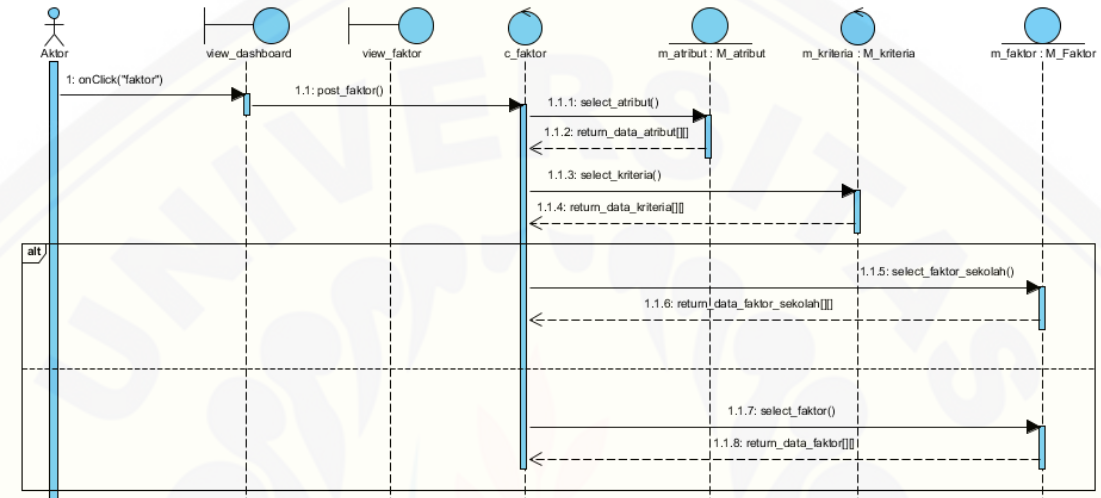 Aktor
view_dashboard
view_faktor
c_faktor
m_atribut : M_atribut
m_kriteria : M_kriteria
m_faktor : M_Faktor
1: onClick("faktor")
1.1: post_faktor()
1.1.1: select_atribut()
1.1.2: return_data_atribut[][]
1.1.3: select_kriteria()
1.1.4: return_data_kriteria[][]
alt
1.1.5: select_faktor_sekolah()
1.1.6: return_data_faktor_sekolah[][]
1.1.7: select_faktor()
1.1.8: return_data_faktor[][]
UNIVERSITAS